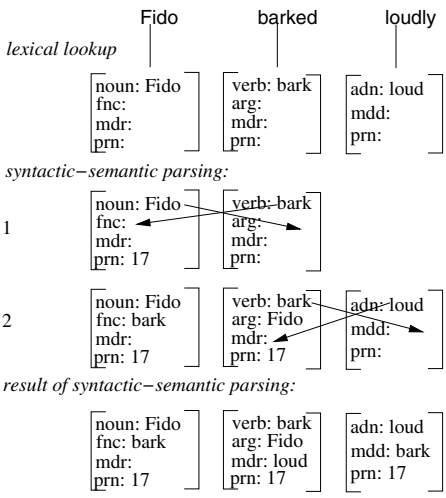 Fido barked loudly
lexical lookup
noun: Fido verb: bark adn: loud
fnc: arg: mdd:
mdr: mdr: prn:
prn: prn:
syntactic−semantic parsing:
1
noun: Fido verb: bark
fnc: arg:
mdr: mdr:
prn: 17 prn:
2
noun: Fido verb: bark adn: loud
fnc: bark arg: Fido mdd:
mdr: mdr: prn:
prn: 17 prn: 17
result of syntactic−semantic parsing:
noun: Fido verb: bark adn: loud
fnc: bark arg: Fido mdd: bark
mdr: mdr: loud prn: 17
prn: 17 prn: 17